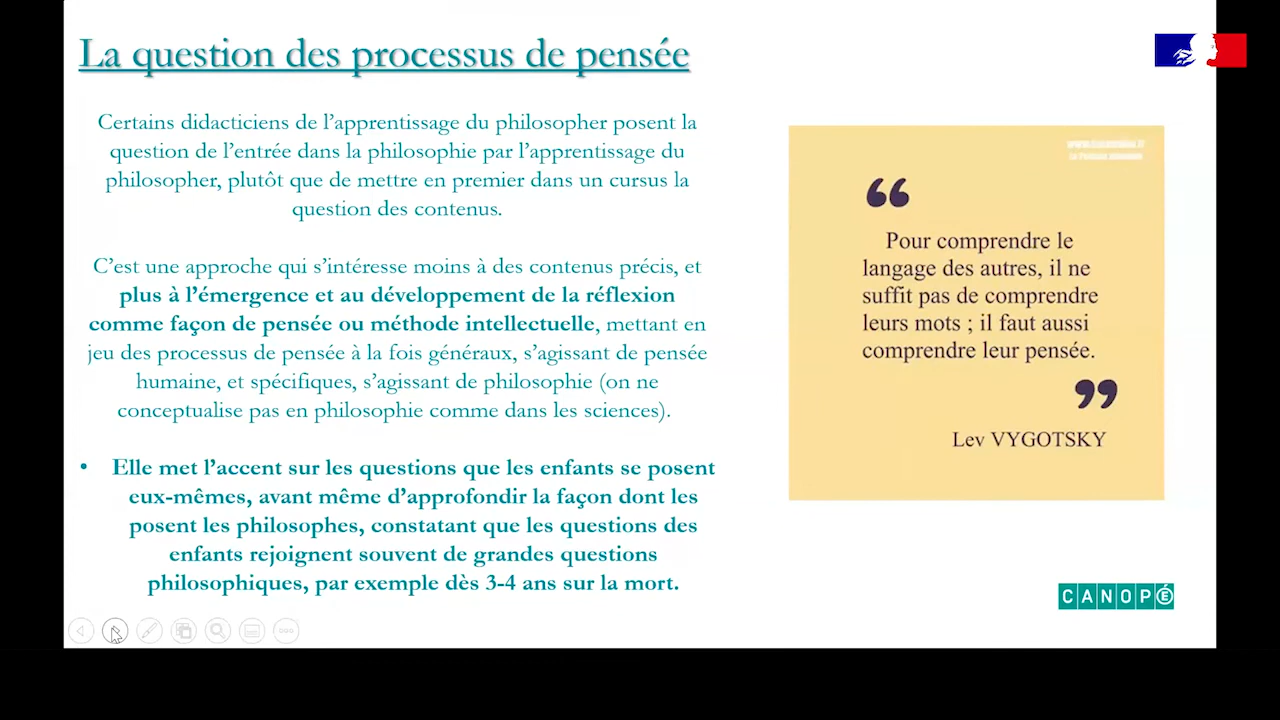 La question des processus de pensée
Certains didacticiens de l’apprentissage du philosopher posent la
question de l’entrée dans la philosophie par l’apprentissage du
philosopher, plutôt que de mettre en premier dans un cursus la
question des contenus.
C’est une approche qui s’intéresse moins à des contenus précis, et
plus à l’émergence et au développement de la réflexion
comme façon de pensée ou méthode intellectuelle, mettant en
jeu des processus de pensée à la fois généraux, s’agissant de pensée
humaine, et spécifiques, s’agissant de philosophie (on ne
conceptualise pas en philosophie comme dans les sciences).
• Elle met l’accent sur les questions que les enfants se posent
eux-mêmes, avant même d’approfondir la façon dont les
posent les philosophes, constatant que les questions des
enfants rejoignent souvent de grandes questions
philosophiques, par exemple dès 3-4 ans sur la mort.
“
Pour comprendre le
langage des autres, il ne
suffit pas de comprendre
leurs mots ; il faut aussi
comprendre leur pensée.
”
Lev VYGOTSKY
CANOPÉ